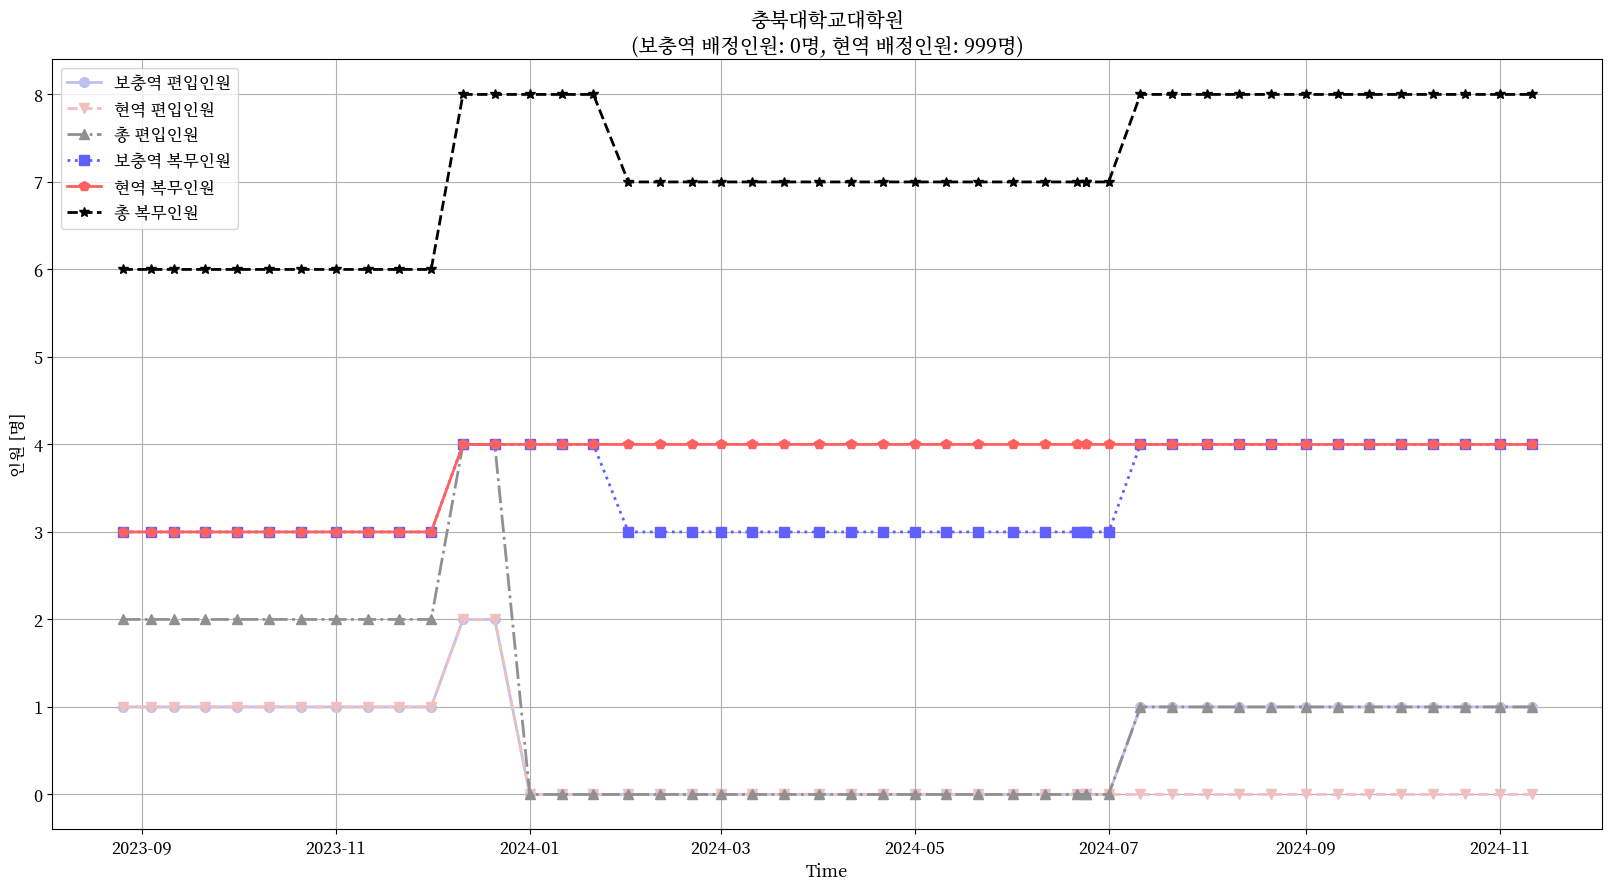 충북대학교대학원
(보충역 배정인원: 0명, 현역 배정인원: 999명)
보충역 편입인원
현역 편입인원
총 편입인원
보충역 복무인원
현역 복무인원
총 복무인원
인원 [명]
8
7
6
5
4
3
2
1
0
2023-09 2023-11 2024-01 2024-03 2024-05 2024-07 2024-09 2024-11
Time